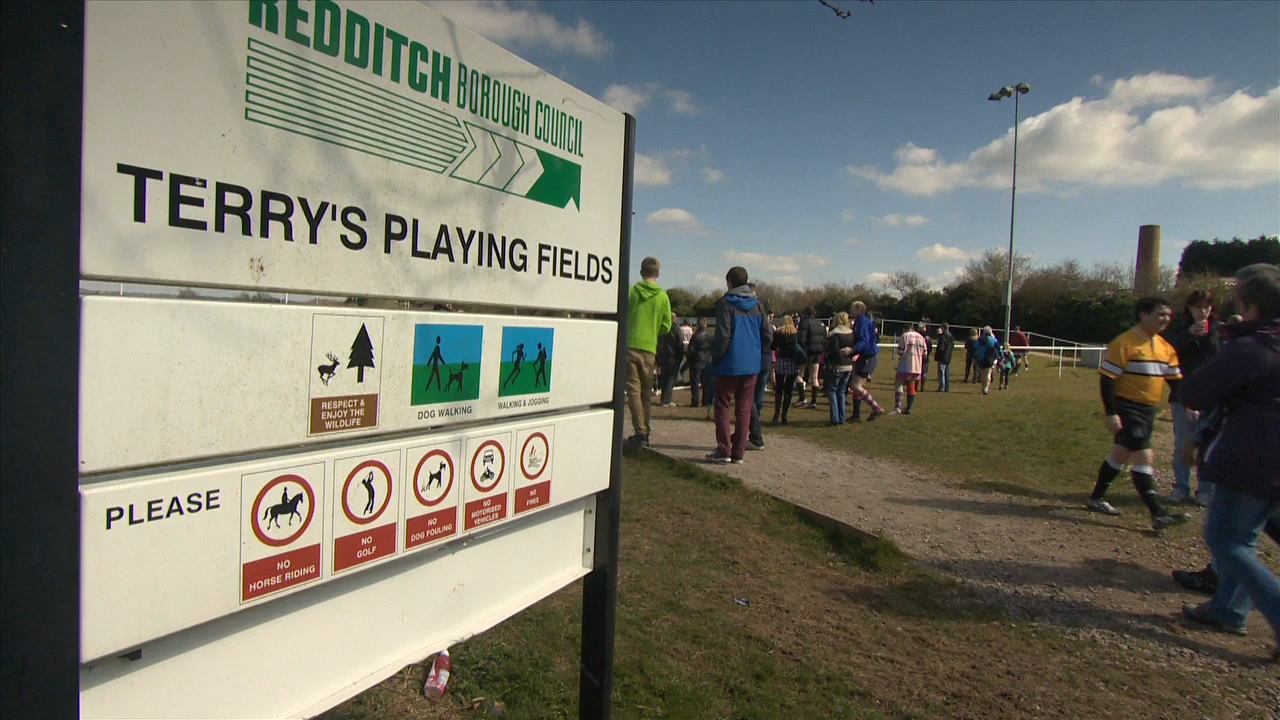 REDDITCH BOROUGH COUNCIL
TERRY'S PLAYING FIELDS
RESPECT &
ENJOY THE
WILDLIFE
DOG WALKING
WALKING & JOGGING
PLEASE
NO
HORSE RIDING
NO
GOLF
NO
DOG FOULING
NO
MOTORISED
VEHICLES
NO
FIRES